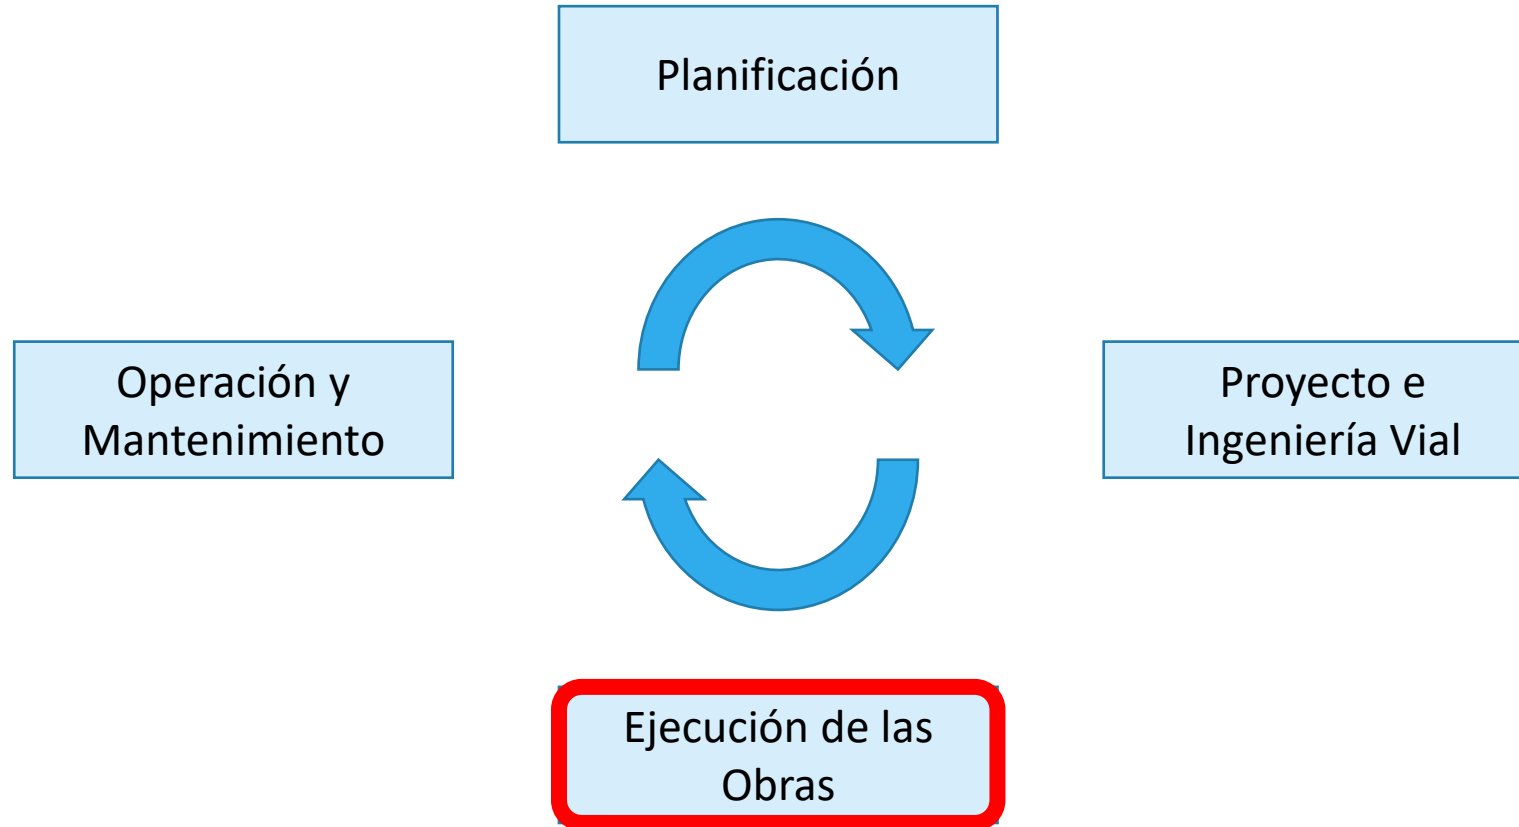 Planificación
Operación y
Mantenimiento
Proyecto e
Ingeniería Vial
Ejecución de las
Obras